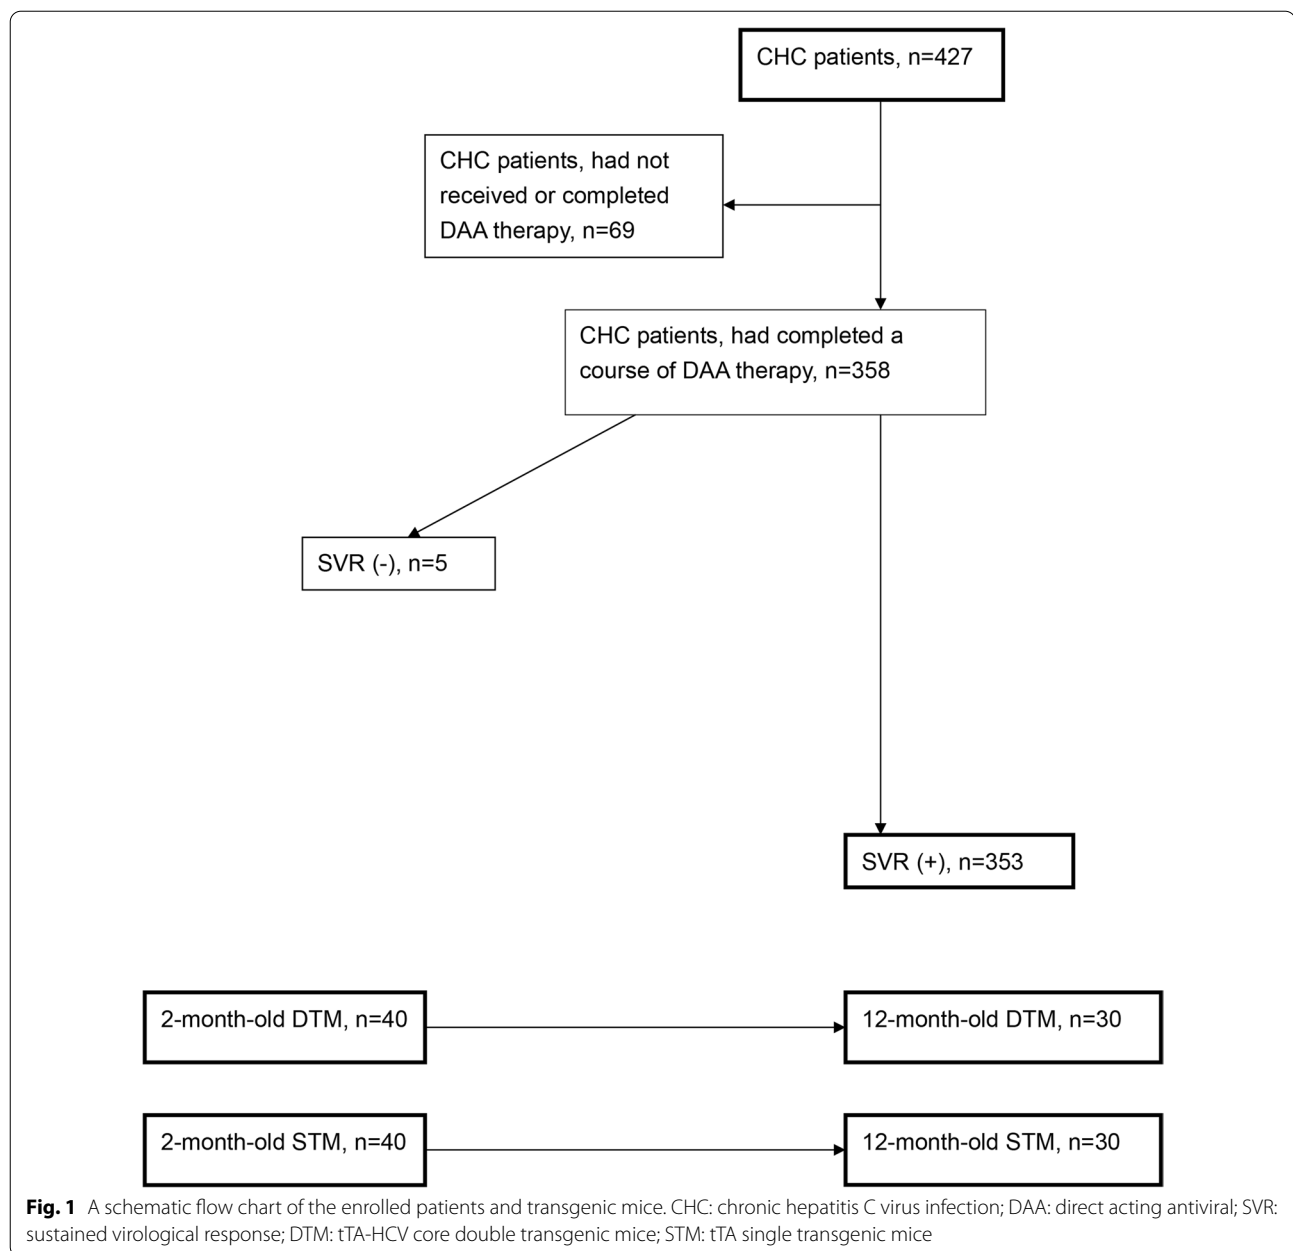 CHC patients, n=427
CHC patients, had not
received or completed
DAA therapy, n=69
CHC patients, had completed a
course of DAA therapy, n=358
SVR (-), n=5
SVR (+), n=353
2-month-old DTM, n=40
12-month-old DTM, n=30
2-month-old STM, n=40
12-month-old STM, n=30
Fig. 1 A schematic flow chart of the enrolled patients and transgenic mice. CHC: chronic hepatitis C virus infection; DAA: direct acting antiviral; SVR:
sustained virological response; DTM: tTA-HCV core double transgenic mice; STM: tTA single transgenic mice